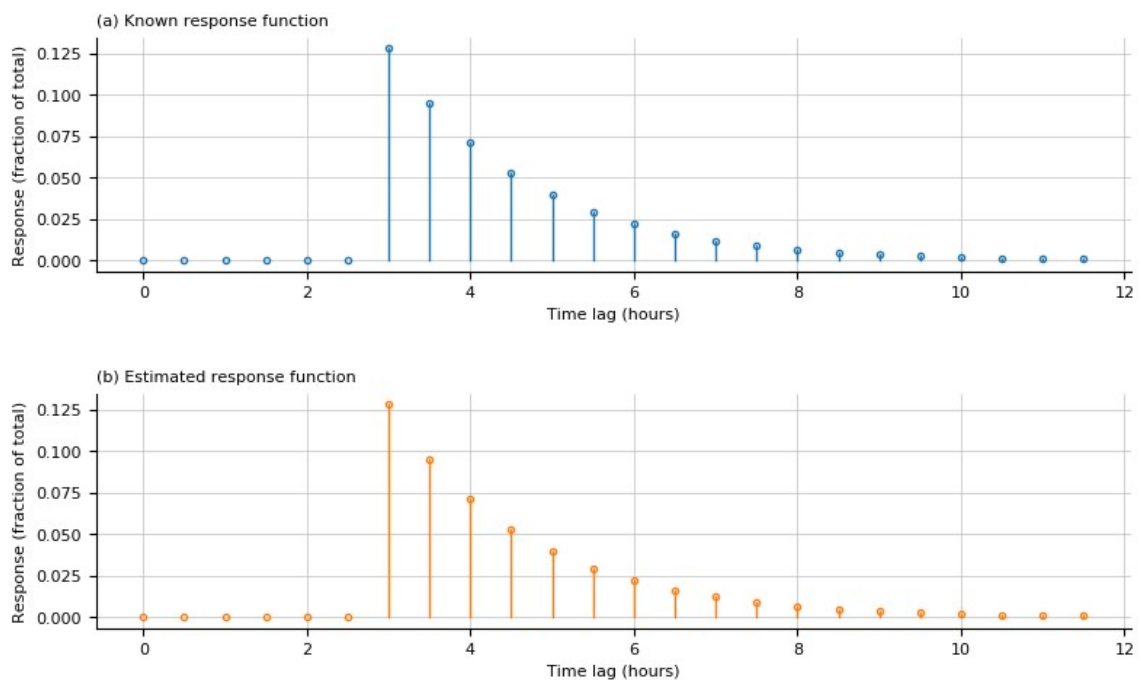 (a) Known response function
0.125
0.100
0.075
0.050
0.025
0.000
Response (fraction of total)
0 2 4 6 8 10 12
Time lag (hours)
(b) Estimated response function
0.125
0.100
0.075
0.050
0.025
0.000
Response (fraction of total)
0 2 4 6 8 10 12
Time lag (hours)